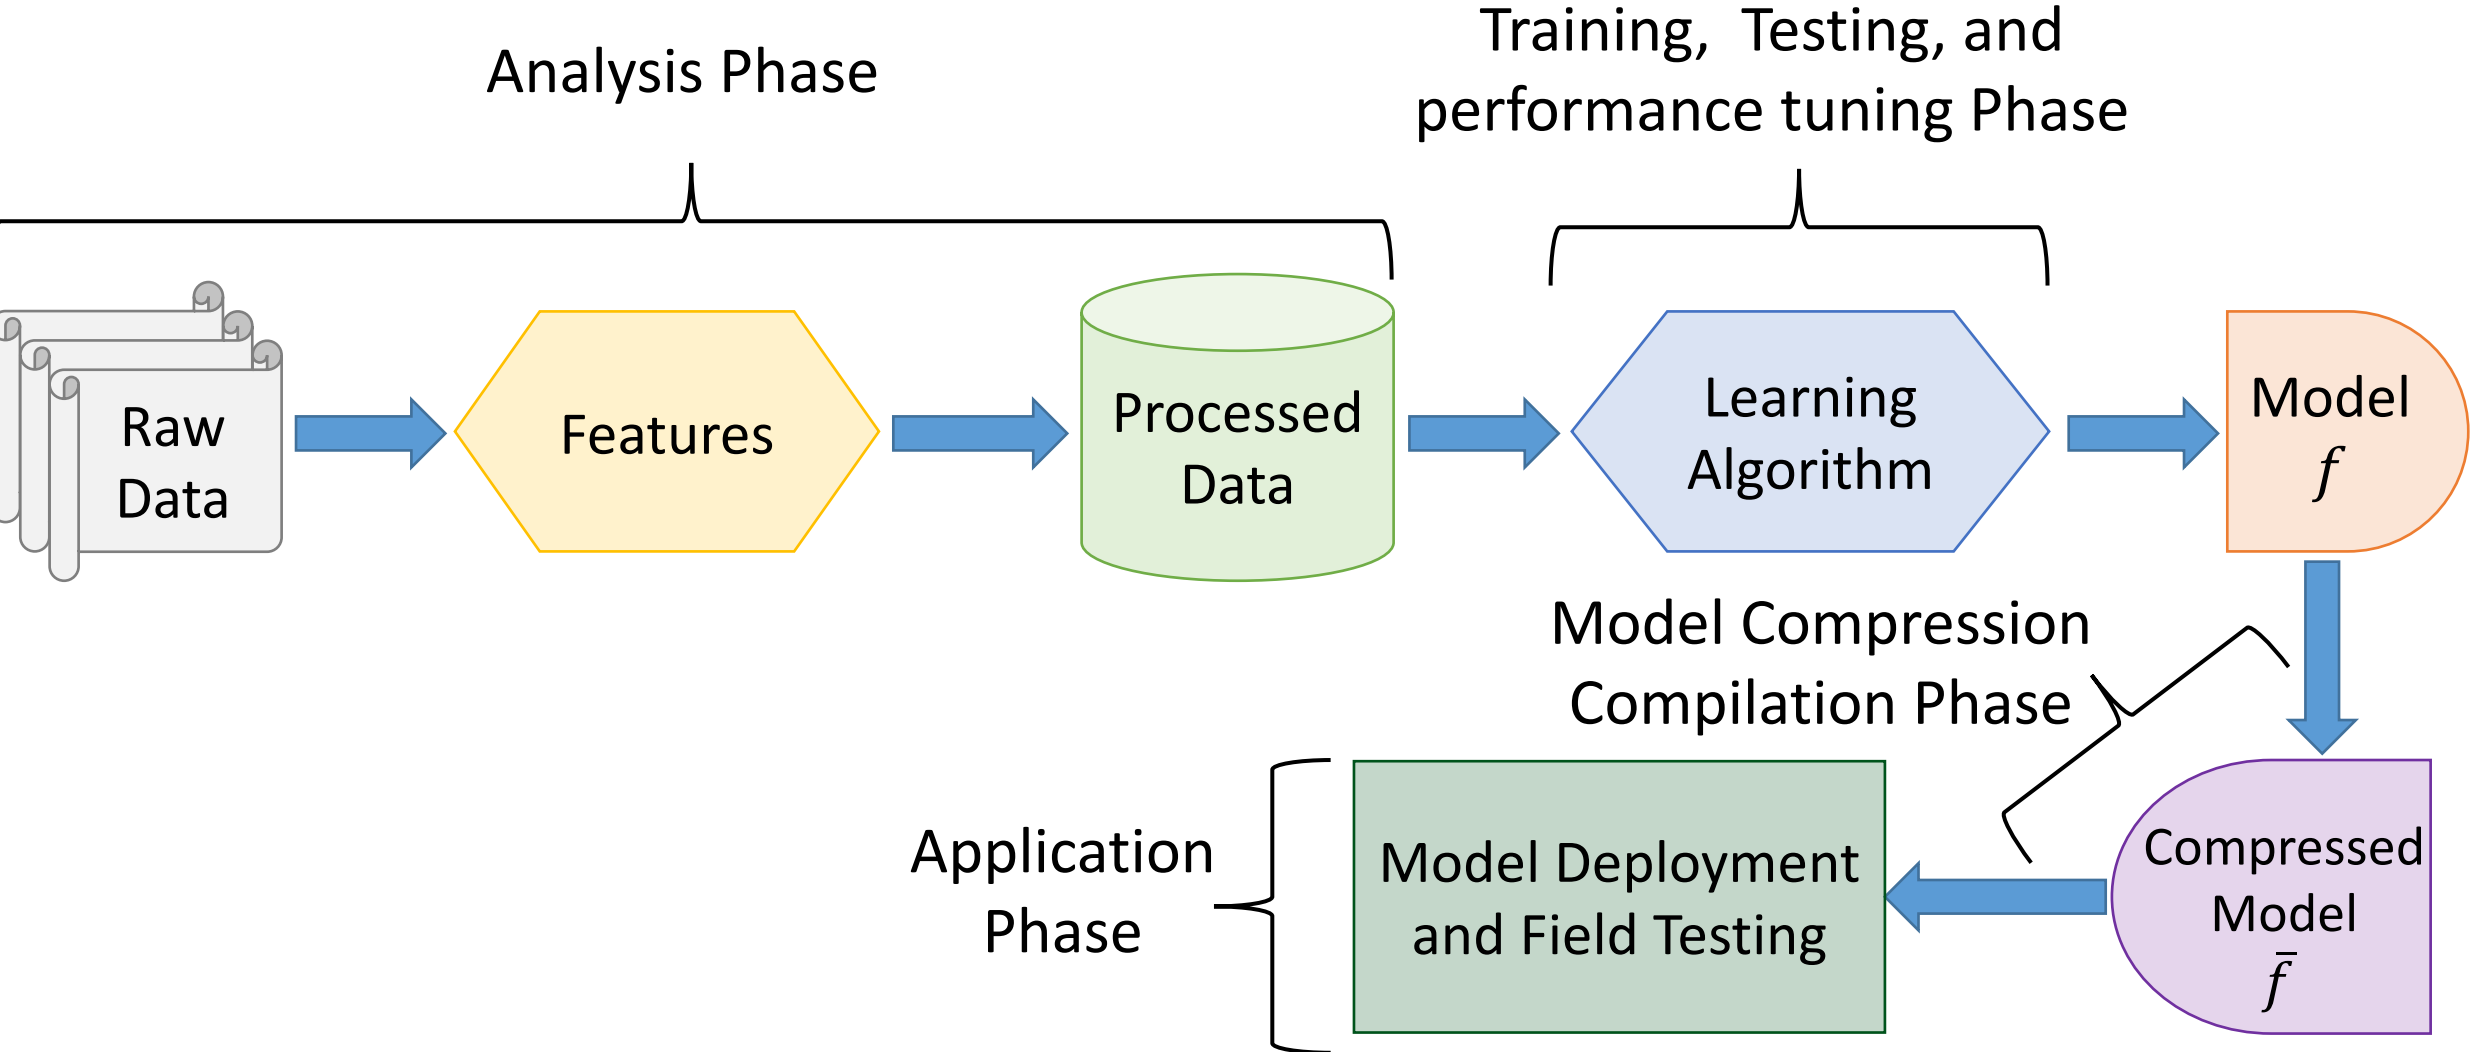 Analysis Phase
Training, Testing, and
performance tuning Phase
Raw
Data
Features
Processed
Data
Learning
Algorithm
Model
f
Model Compression
Compilation Phase
Application
Phase
Model Deployment
and Field Testing
Compressed
Model
f̄